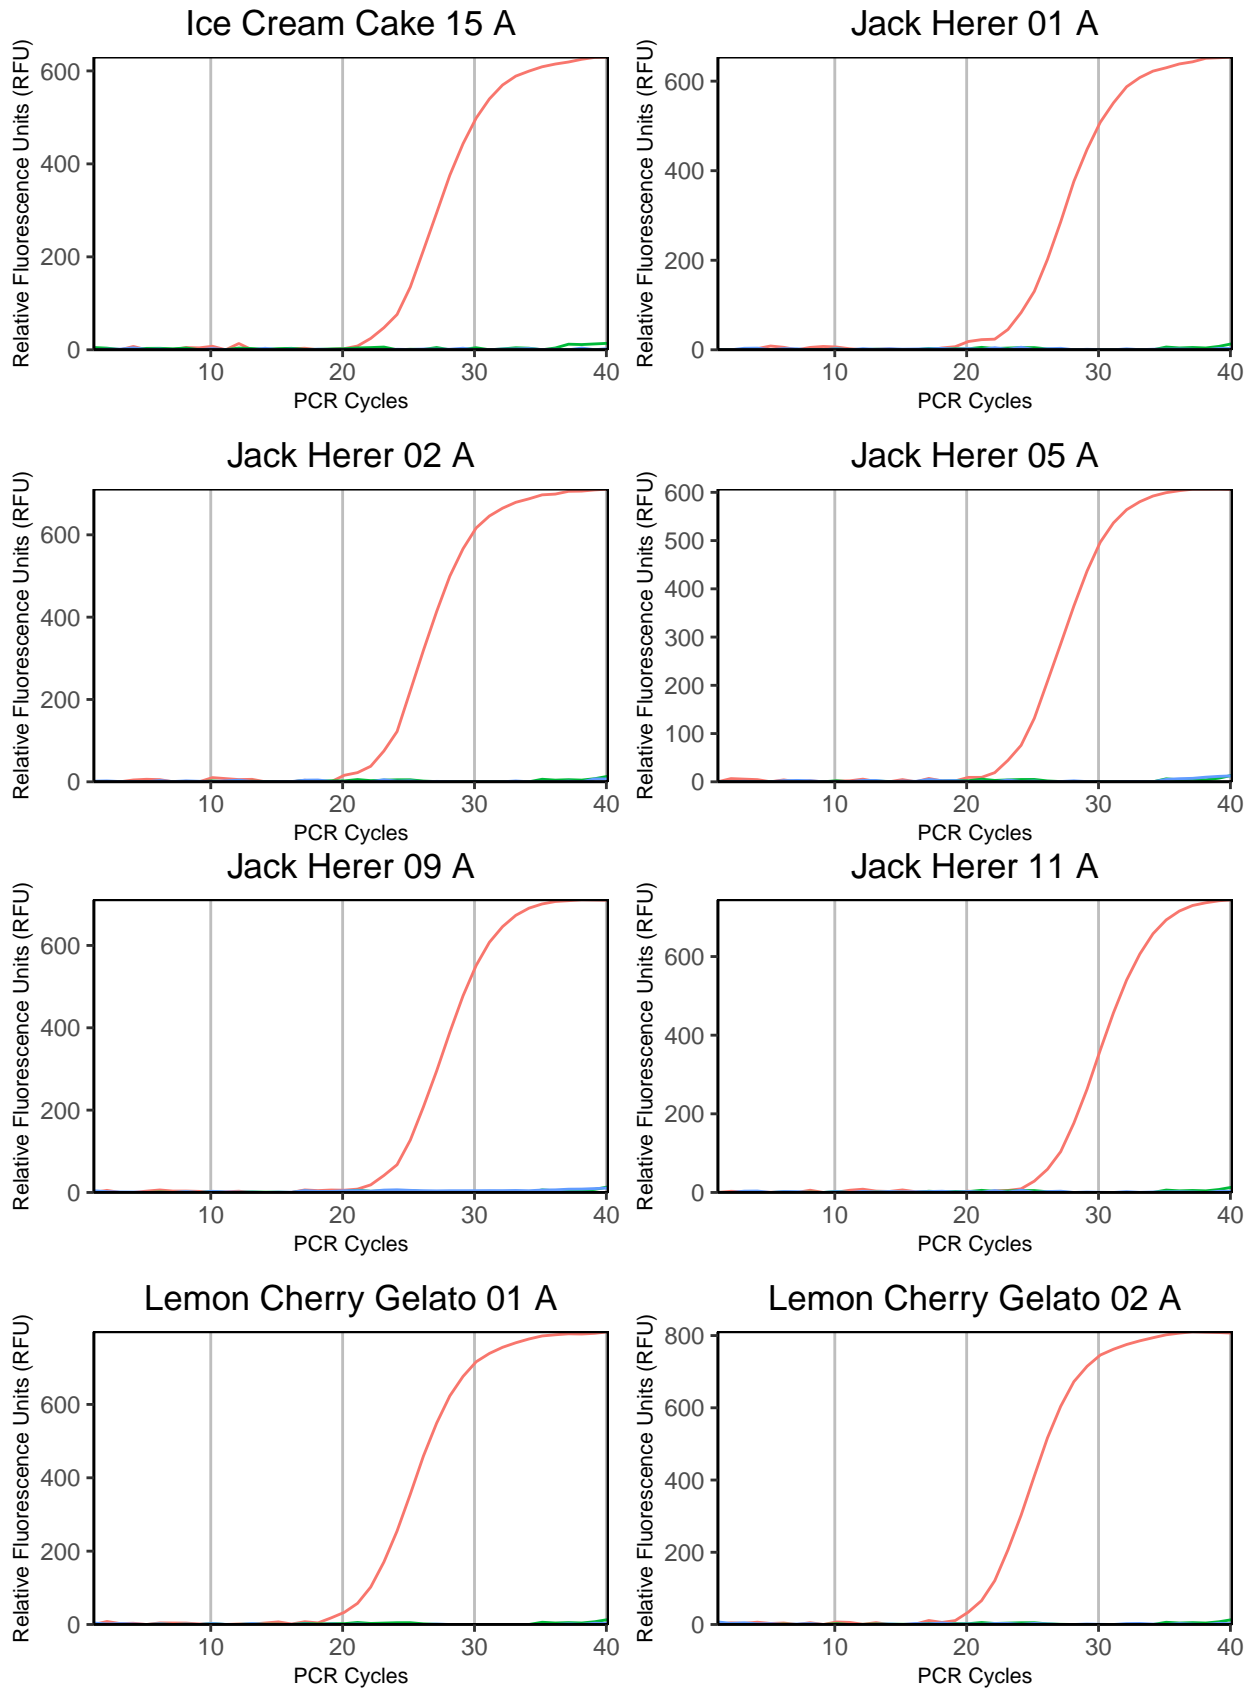 Ice Cream Cake 15 A
Relative Fluorescence Units (RFU)
600
400
200
0
10
20
30
40
PCR Cycles
Jack Herer 01 A
Relative Fluorescence Units (RFU)
600
400
200
0
10
20
30
40
PCR Cycles
Jack Herer 02 A
Relative Fluorescence Units (RFU)
600
400
200
0
10
20
30
40
PCR Cycles
Jack Herer 05 A
Relative Fluorescence Units (RFU)
600
500
400
300
200
100
0
10
20
30
40
PCR Cycles
Jack Herer 09 A
Relative Fluorescence Units (RFU)
600
400
200
0
10
20
30
40
PCR Cycles
Jack Herer 11 A
Relative Fluorescence Units (RFU)
600
400
200
0
10
20
30
40
PCR Cycles
Lemon Cherry Gelato 01 A
Relative Fluorescence Units (RFU)
600
400
200
0
10
20
30
40
PCR Cycles
Lemon Cherry Gelato 02 A
Relative Fluorescence Units (RFU)
800
600
400
200
0
10
20
30
40
PCR Cycles